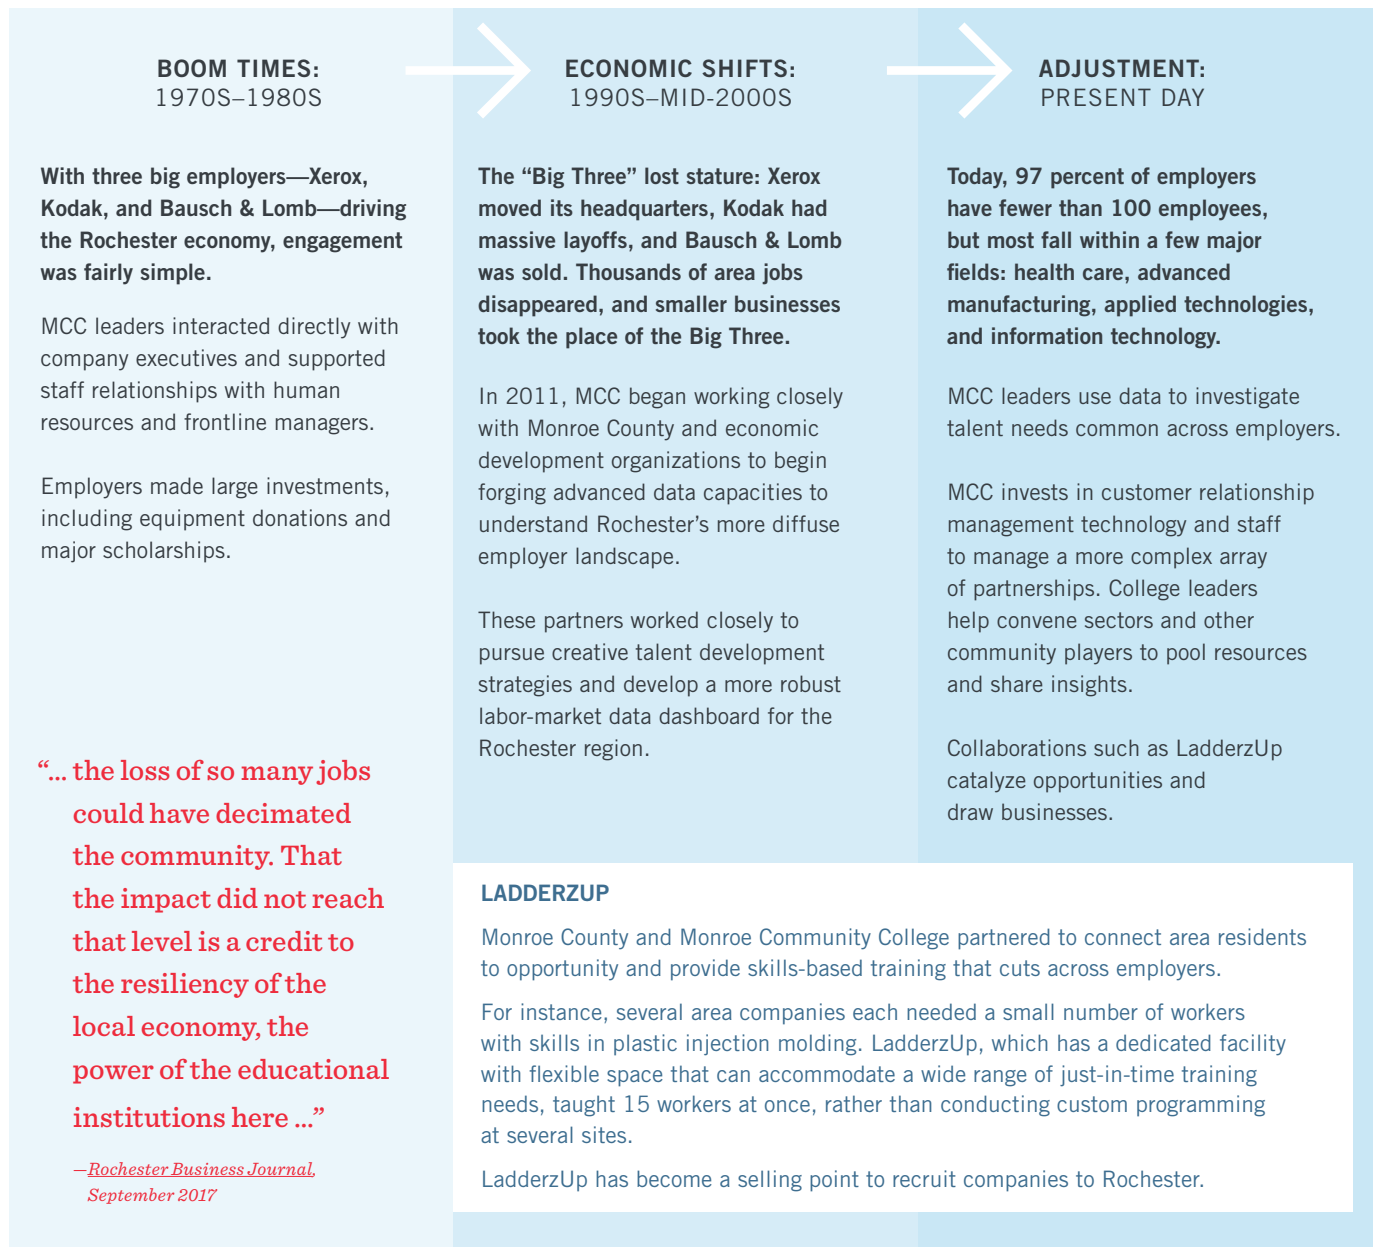 BOOM TIMES:
1970S–1980S
With three big employers—Xerox,
Kodak, and Bausch & Lomb—driving
the Rochester economy, engagement
was fairly simple.
MCC leaders interacted directly with
company executives and supported
staff relationships with human
resources and frontline managers.
Employers made large investments,
including equipment donations and
major scholarships.
“... the loss of so many jobs
could have decimated
the community. That
the impact did not reach
that level is a credit to
the resiliency of the
local economy, the
power of the educational
institutions here ...”
—Rochester Business Journal,
September 2017
ECONOMIC SHIFTS:
1990S–MID-2000S
The “Big Three” lost stature: Xerox
moved its headquarters, Kodak had
massive layoffs, and Bausch & Lomb
was sold. Thousands of area jobs
disappeared, and smaller businesses
took the place of the Big Three.
In 2011, MCC began working closely
with Monroe County and economic
development organizations to begin
forging advanced data capacities to
understand Rochester’s more diffuse
employer landscape.
These partners worked closely to
pursue creative talent development
strategies and develop a more robust
labor-market data dashboard for the
Rochester region.
ADJUSTMENT:
PRESENT DAY
Today, 97 percent of employers
have fewer than 100 employees,
but most fall within a few major
fields: health care, advanced
manufacturing, applied technologies,
and information technology.
MCC leaders use data to investigate
talent needs common across employers.
MCC invests in customer relationship
management technology and staff
to manage a more complex array
of partnerships. College leaders
help convene sectors and other
community players to pool resources
and share insights.
Collaborations such as LadderzUp
catalyze opportunities and
draw businesses.
LADDERZUP
Monroe County and Monroe Community College partnered to connect area residents
to opportunity and provide skills-based training that cuts across employers.
For instance, several area companies each needed a small number of workers
with skills in plastic injection molding. LadderzUp, which has a dedicated facility
with flexible space that can accommodate a wide range of just-in-time training
needs, taught 15 workers at once, rather than conducting custom programming
at several sites.
LadderzUp has become a selling point to recruit companies to Rochester.